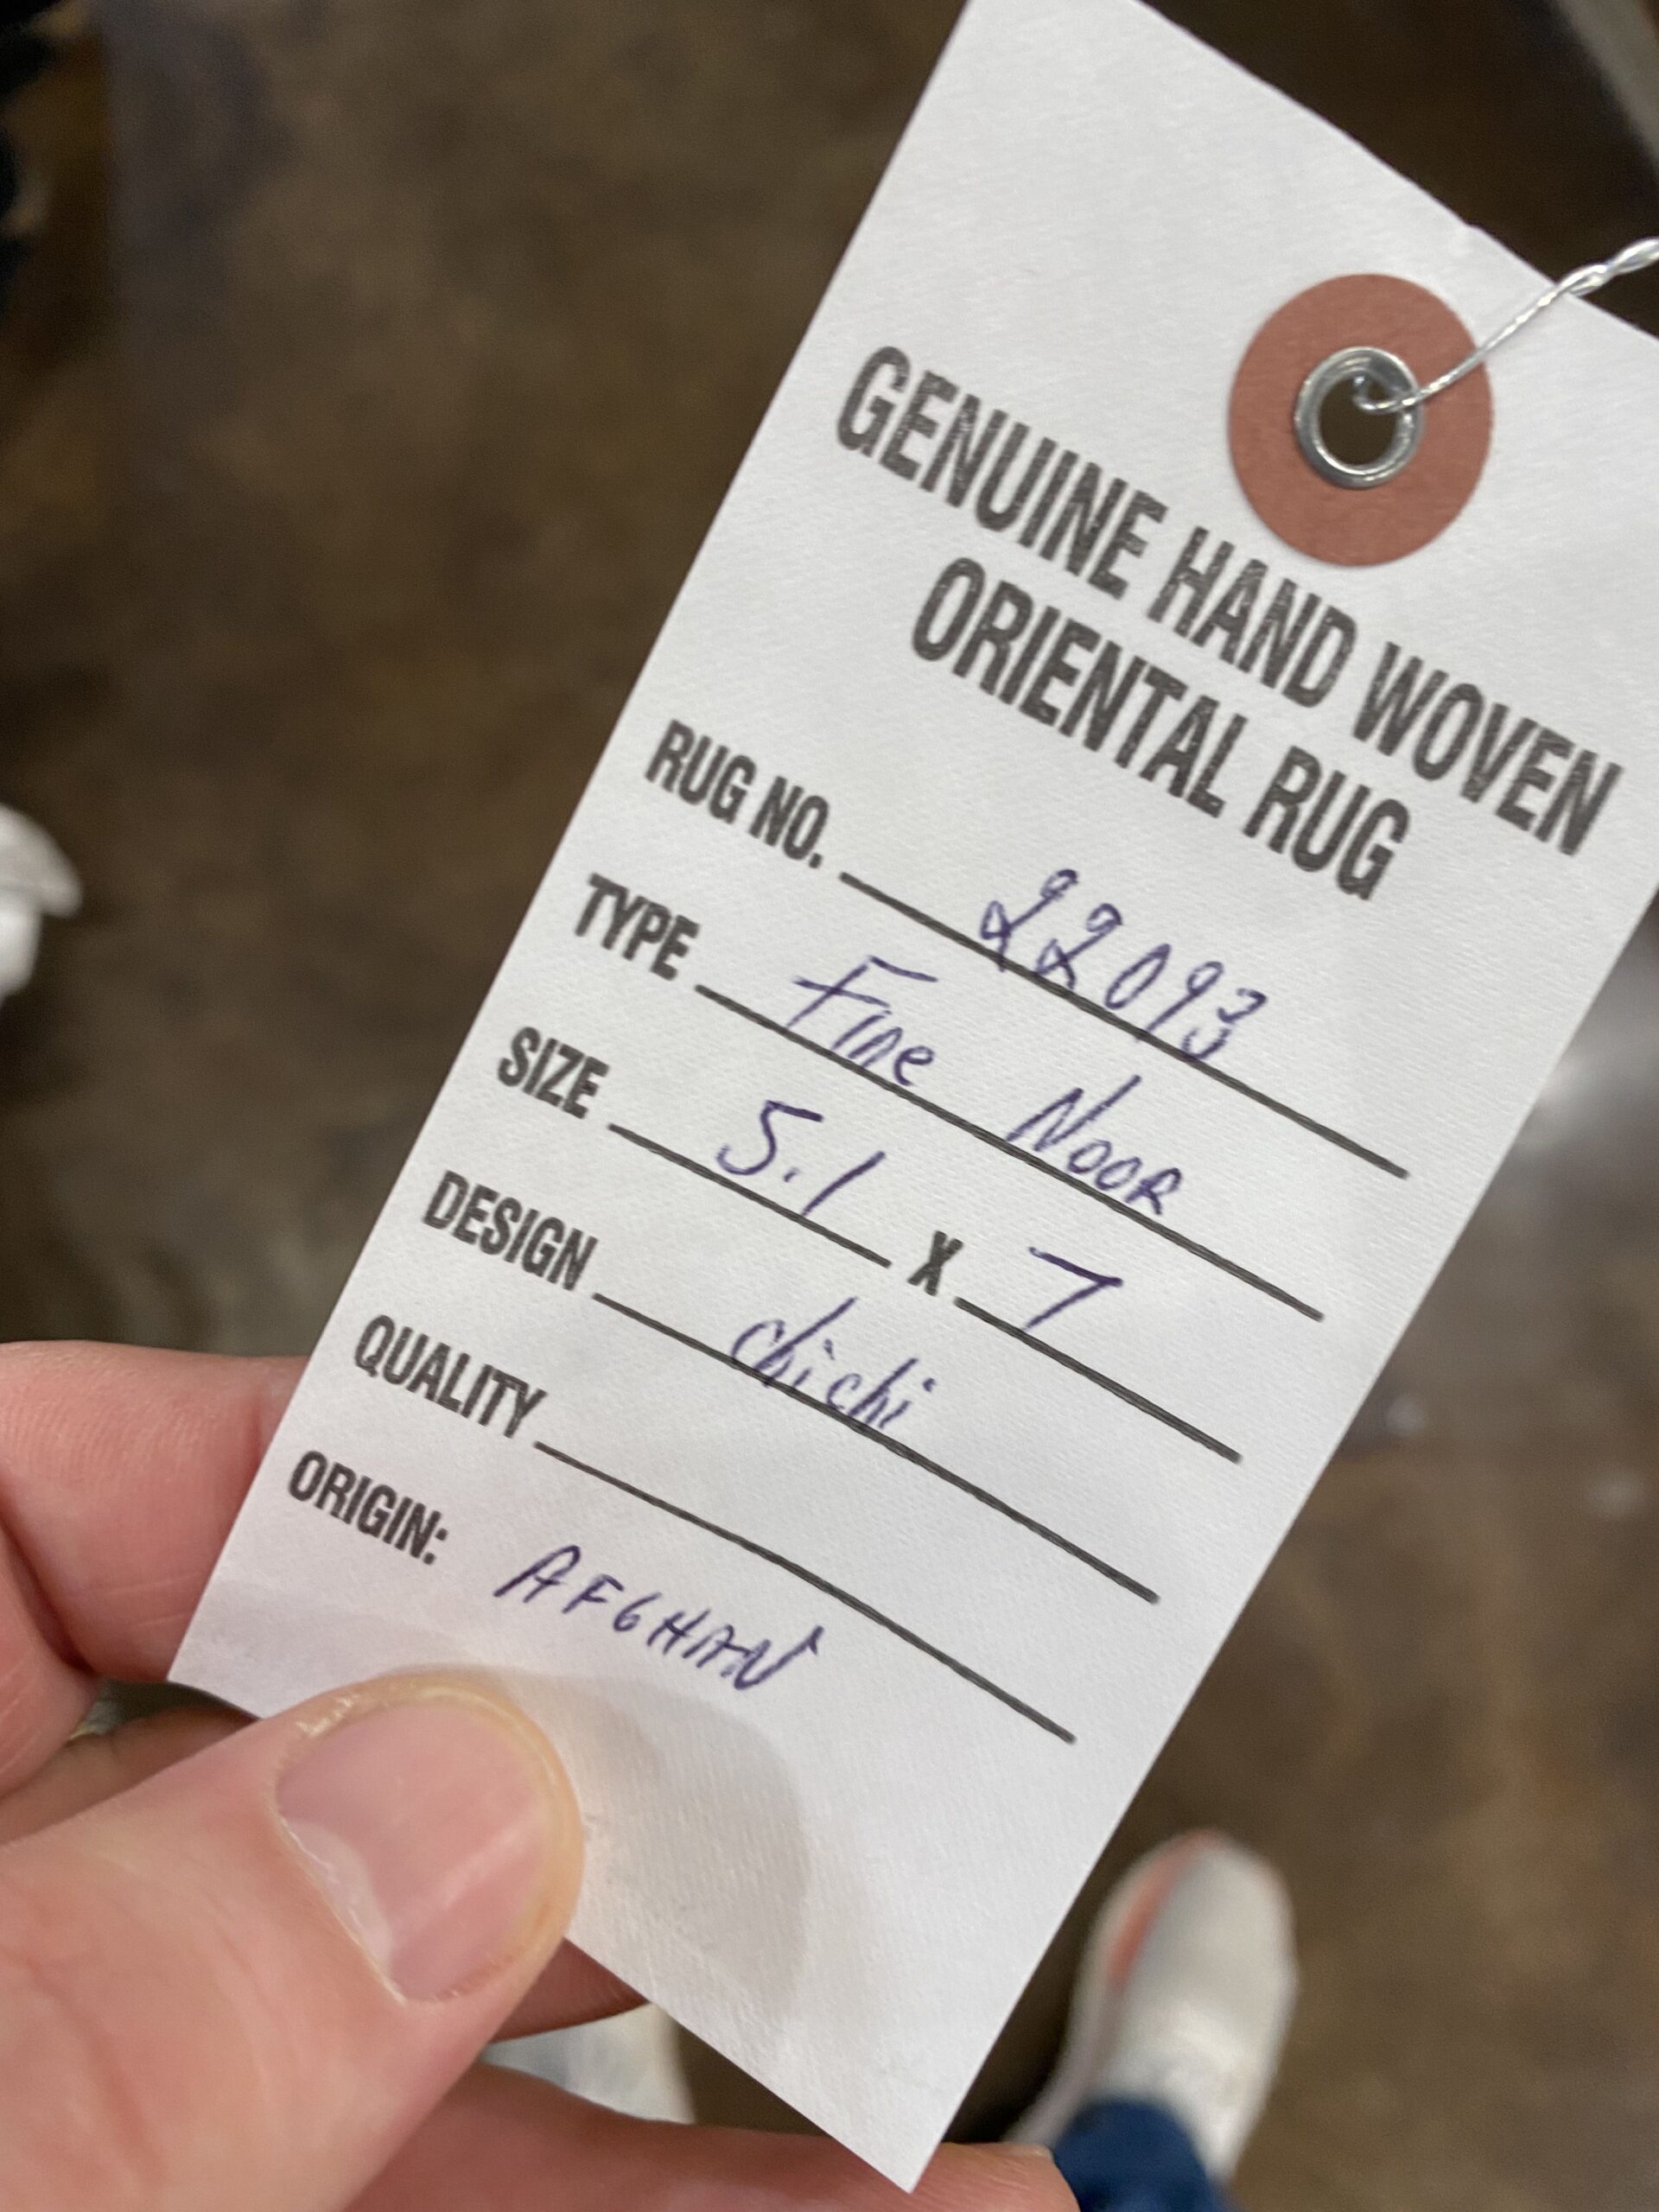 GENUINE HAND WOVEN
ORIENTAL RUG
RUG NO. 22093
TYPE Fine NOOR
SIZE 5.1 X 7
DESIGN chichi
QUALITY
ORIGIN: AFGHAN